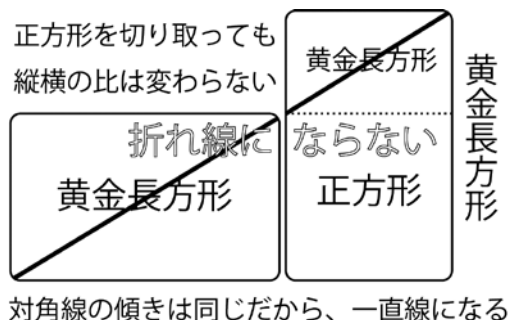 正方形を切り取っても
縦横の比は変わらない
黄金長方形
黄金長方形
折れ線に ならない
黄金長方形
正方形
対角線の傾きは同じだから、一直線になる